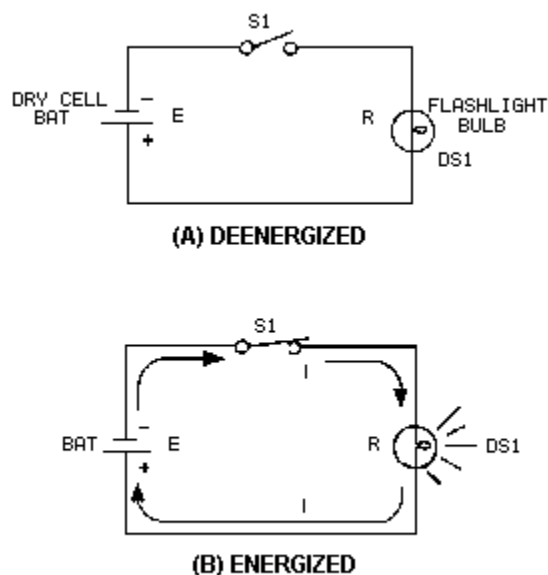 S1
DRY CELL
BAT
−
+
E
R
FLASHLIGHT
BULB
DS1
(A) DEENERGIZED
S1
I
BAT
−
+
E
R
DS1
I
(B) ENERGIZED